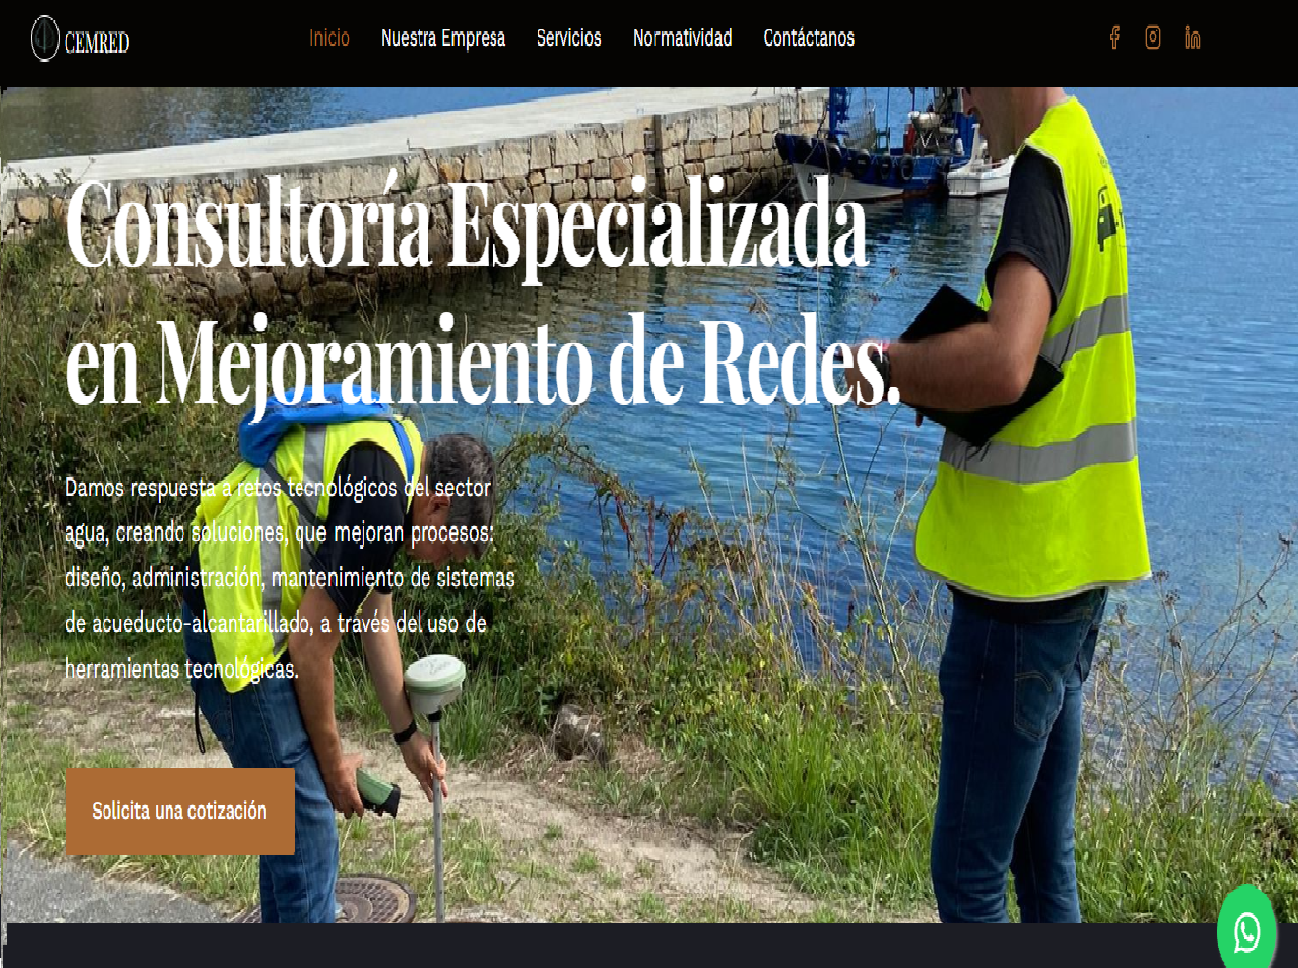 CEMRED
Inicio Nuestra Empresa Servicios Normatividad Contáctanos
Consultoría Especializada
en Mejoramiento de Redes.
Damos respuesta a retos tecnológicos del sector
agua, creando soluciones, que mejoran procesos:
diseño, administración, mantenimiento de sistemas
de acueducto-alcantarillado, a través del uso de
herramientas tecnológicas.
Solicita una cotización